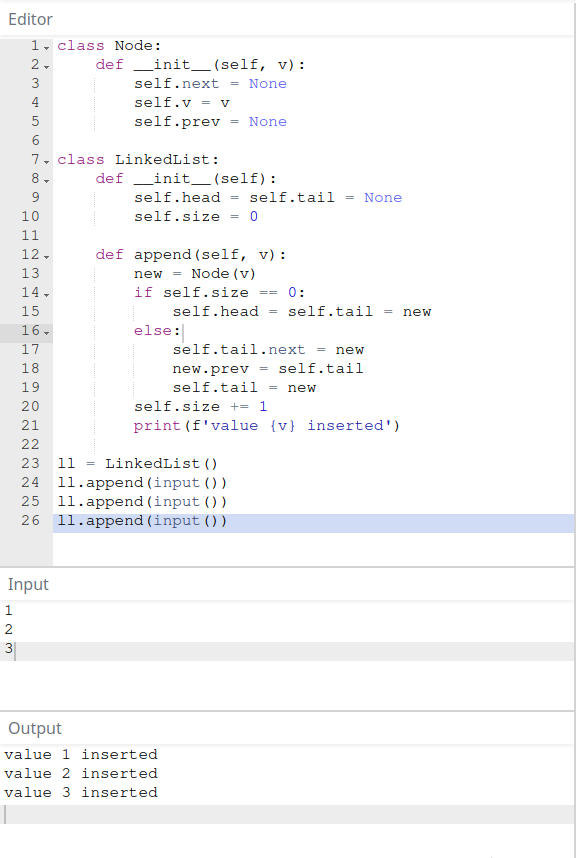 Editor
1 class Node:
2     def __init__(self, v):
3         self.next = None
4         self.v = v
5         self.prev = None
6
7 class LinkedList:
8     def __init__(self):
9         self.head = self.tail = None
10         self.size = 0
11
12     def append(self, v):
13         new = Node(v)
14         if self.size == 0:
15             self.head = self.tail = new
16         else:
17             self.tail.next = new
18             new.prev = self.tail
19             self.tail = new
20         self.size += 1
21         print(f'value {v} inserted')
22
23 ll = LinkedList()
24 ll.append(input())
25 ll.append(input())
26 ll.append(input())
Input
1
2
3
Output
value 1 inserted
value 2 inserted
value 3 inserted